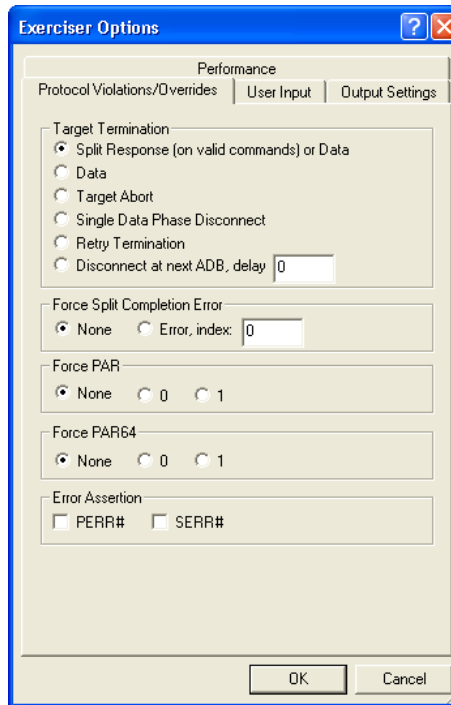 Exerciser Options
Performance
Protocol Violations/Overrides User Input Output Settings
Target Termination
Split Response (on valid commands) or Data
Data
Target Abort
Single Data Phase Disconnect
Retry Termination
Disconnect at next ADB, delay 0
Force Split Completion Error
None Error, index: 0
Force PAR
None 0 1
Force PAR64
None 0 1
Error Assertion
PERR# SERR#
OK Cancel